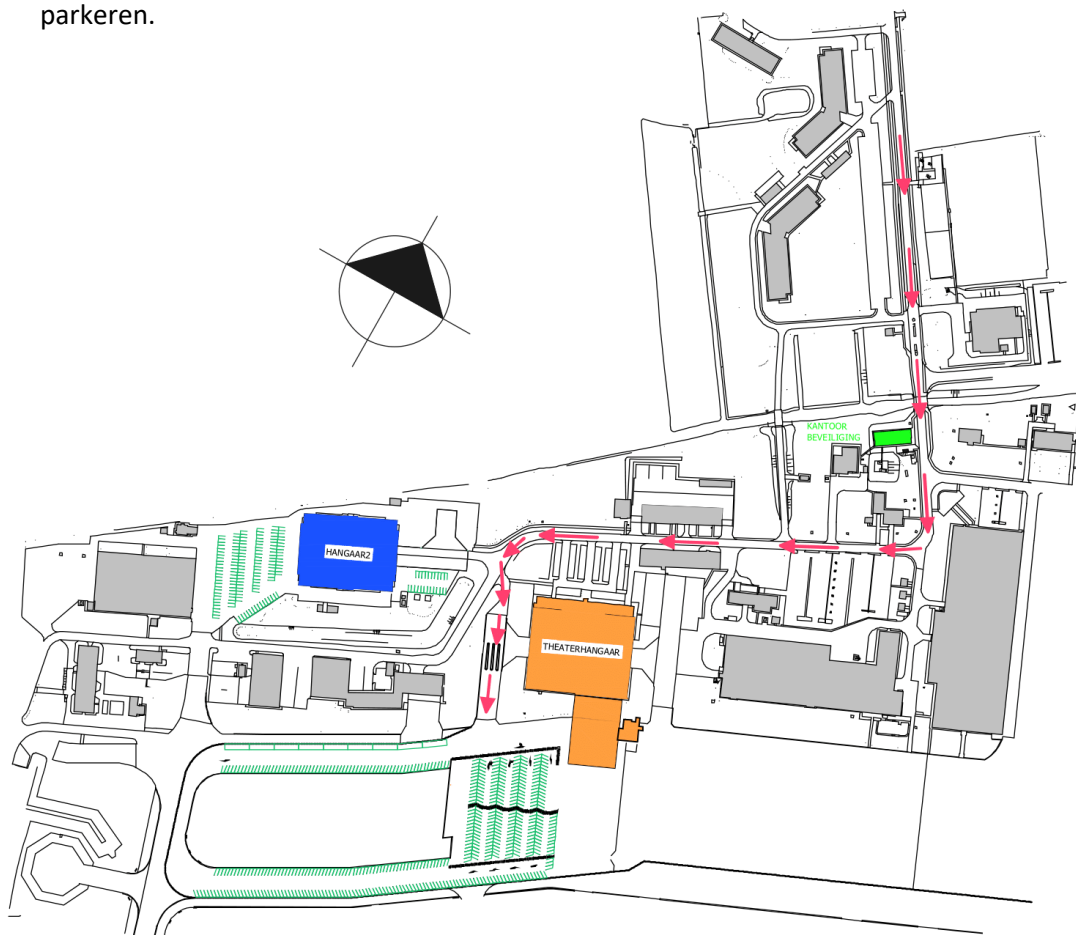 parkeren.
KANTOOR
BEVEILIGING
HANGAAR2
THEATERHANGAAR